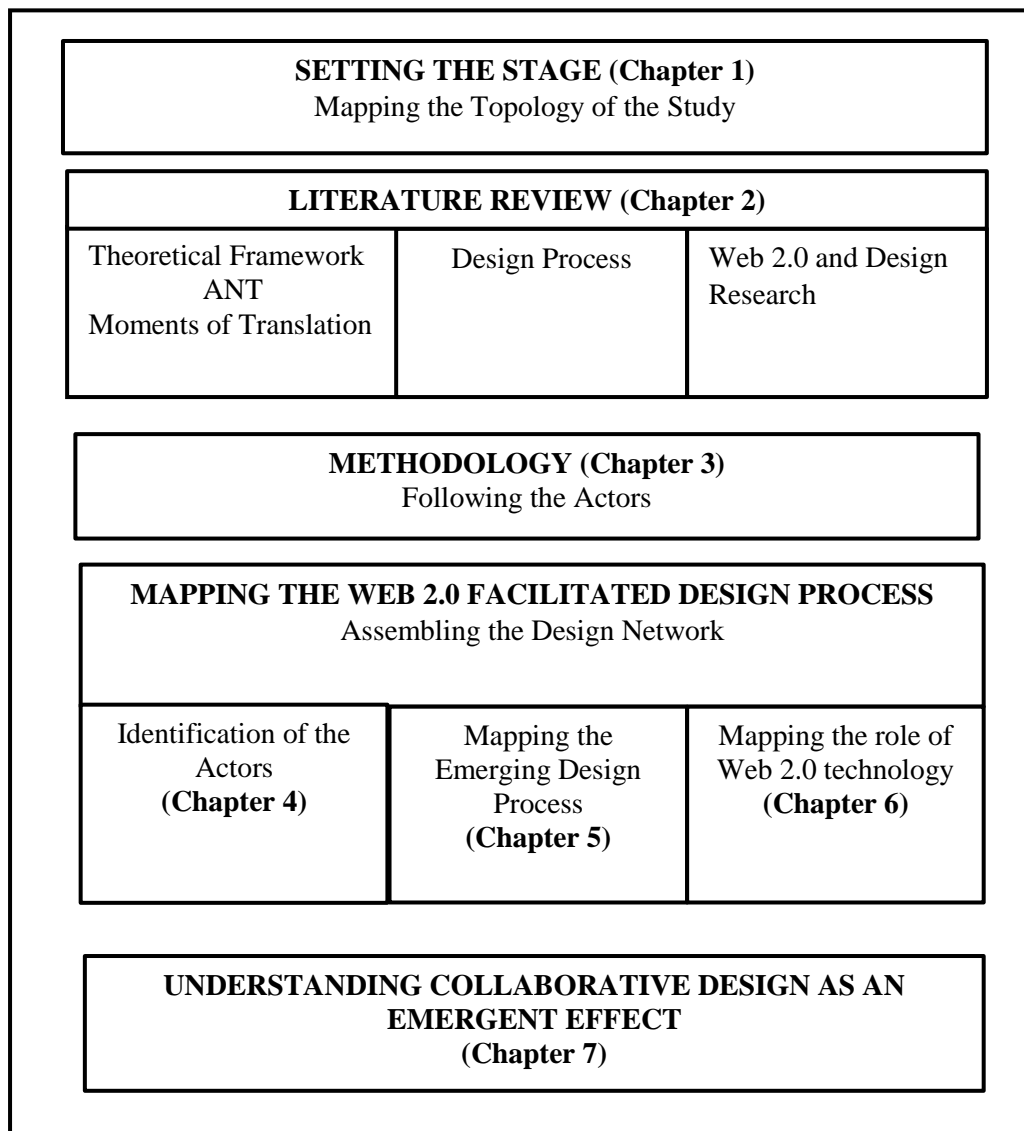 SETTING THE STAGE (Chapter 1)
Mapping the Topology of the Study
LITERATURE REVIEW (Chapter 2)
Theoretical Framework
ANT
Moments of Translation
Design Process
Web 2.0 and Design
Research
METHODOLOGY (Chapter 3)
Following the Actors
MAPPING THE WEB 2.0 FACILITATED DESIGN PROCESS
Assembling the Design Network
Identification of the
Actors
(Chapter 4)
Mapping the
Emerging Design
Process
(Chapter 5)
Mapping the role of
Web 2.0 technology
(Chapter 6)
UNDERSTANDING COLLABORATIVE DESIGN AS AN
EMERGENT EFFECT
(Chapter 7)